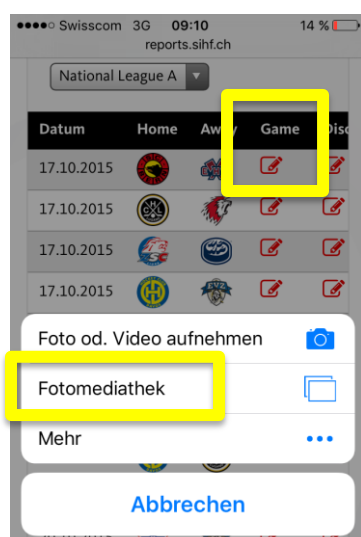 Swisscom 3G 09:10 14 %
reports.sihf.ch
National League A
Datum Home Away Game Disc
17.10.2015
17.10.2015
17.10.2015
17.10.2015
Foto od. Video aufnehmen
Fotomediathek
Mehr
Abbrechen